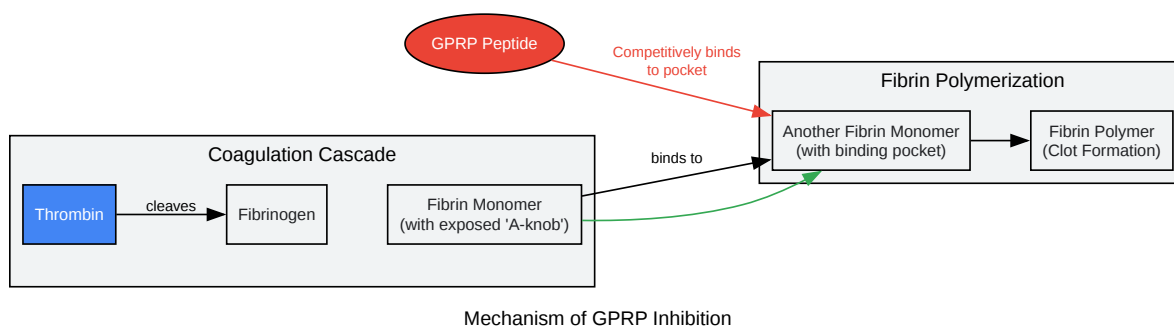 GPRP Peptide
Competitively binds
to pocket
Fibrin Polymerization
Another Fibrin Monomer
(with binding pocket)
Fibrin Polymer
(Clot Formation)
Coagulation Cascade
binds to
Thrombin
cleaves
Fibrinogen
Fibrin Monomer
(with exposed 'A-knob')
Mechanism of GPRP Inhibition